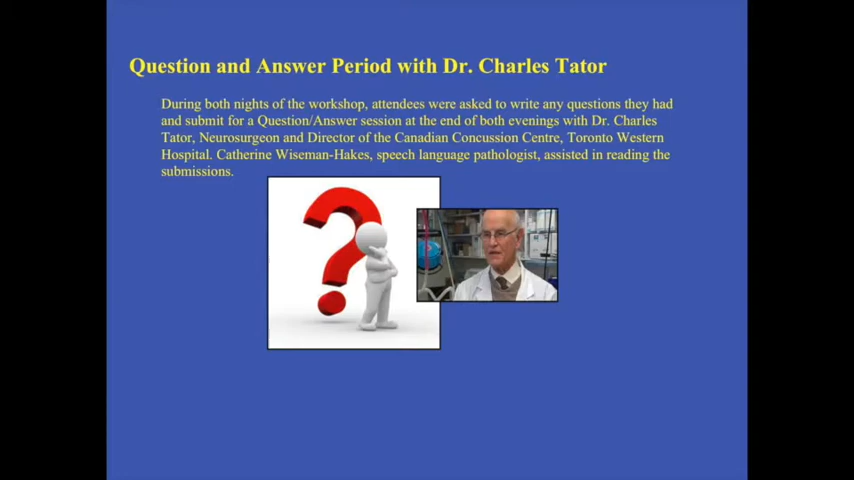 Question and Answer Period with Dr. Charles Tator
During both nights of the workshop, attendees were asked to write any questions they had
and submit for a Question/Answer session at the end of both evenings with Dr. Charles
Tator, Neurosurgeon and Director of the Canadian Concussion Centre, Toronto Western
Hospital. Catherine Wiseman-Hakes, speech language pathologist, assisted in reading the
submissions.